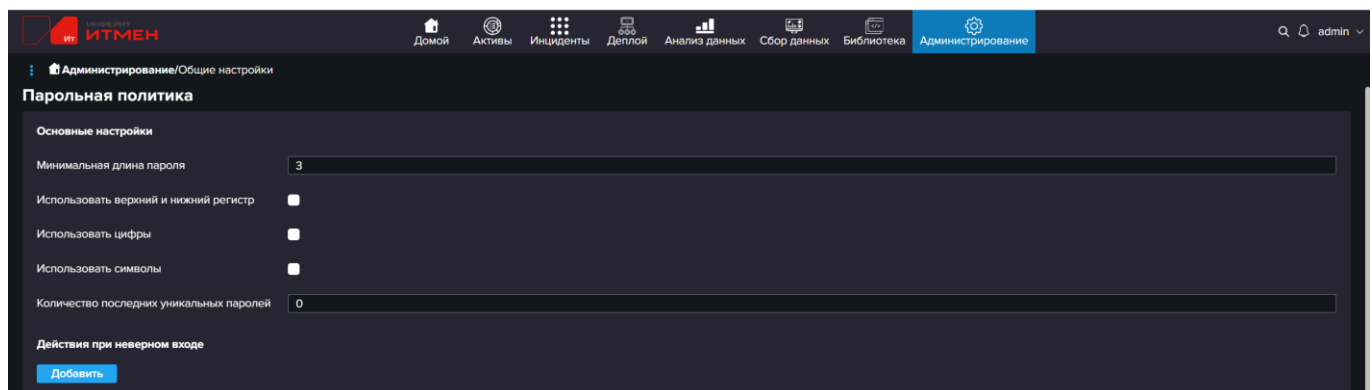 ИНФЕРИТ
ИТ ИТМЕН
Домой Активы Инциденты Деплой Анализ данных Сбор данных Библиотека Администрирование admin
Администрирование/Общие настройки
Парольная политика
Основные настройки
Минимальная длина пароля 3
Использовать верхний и нижний регистр
Использовать цифры
Использовать символы
Количество последних уникальных паролей 0
Действия при неверном входе
Добавить